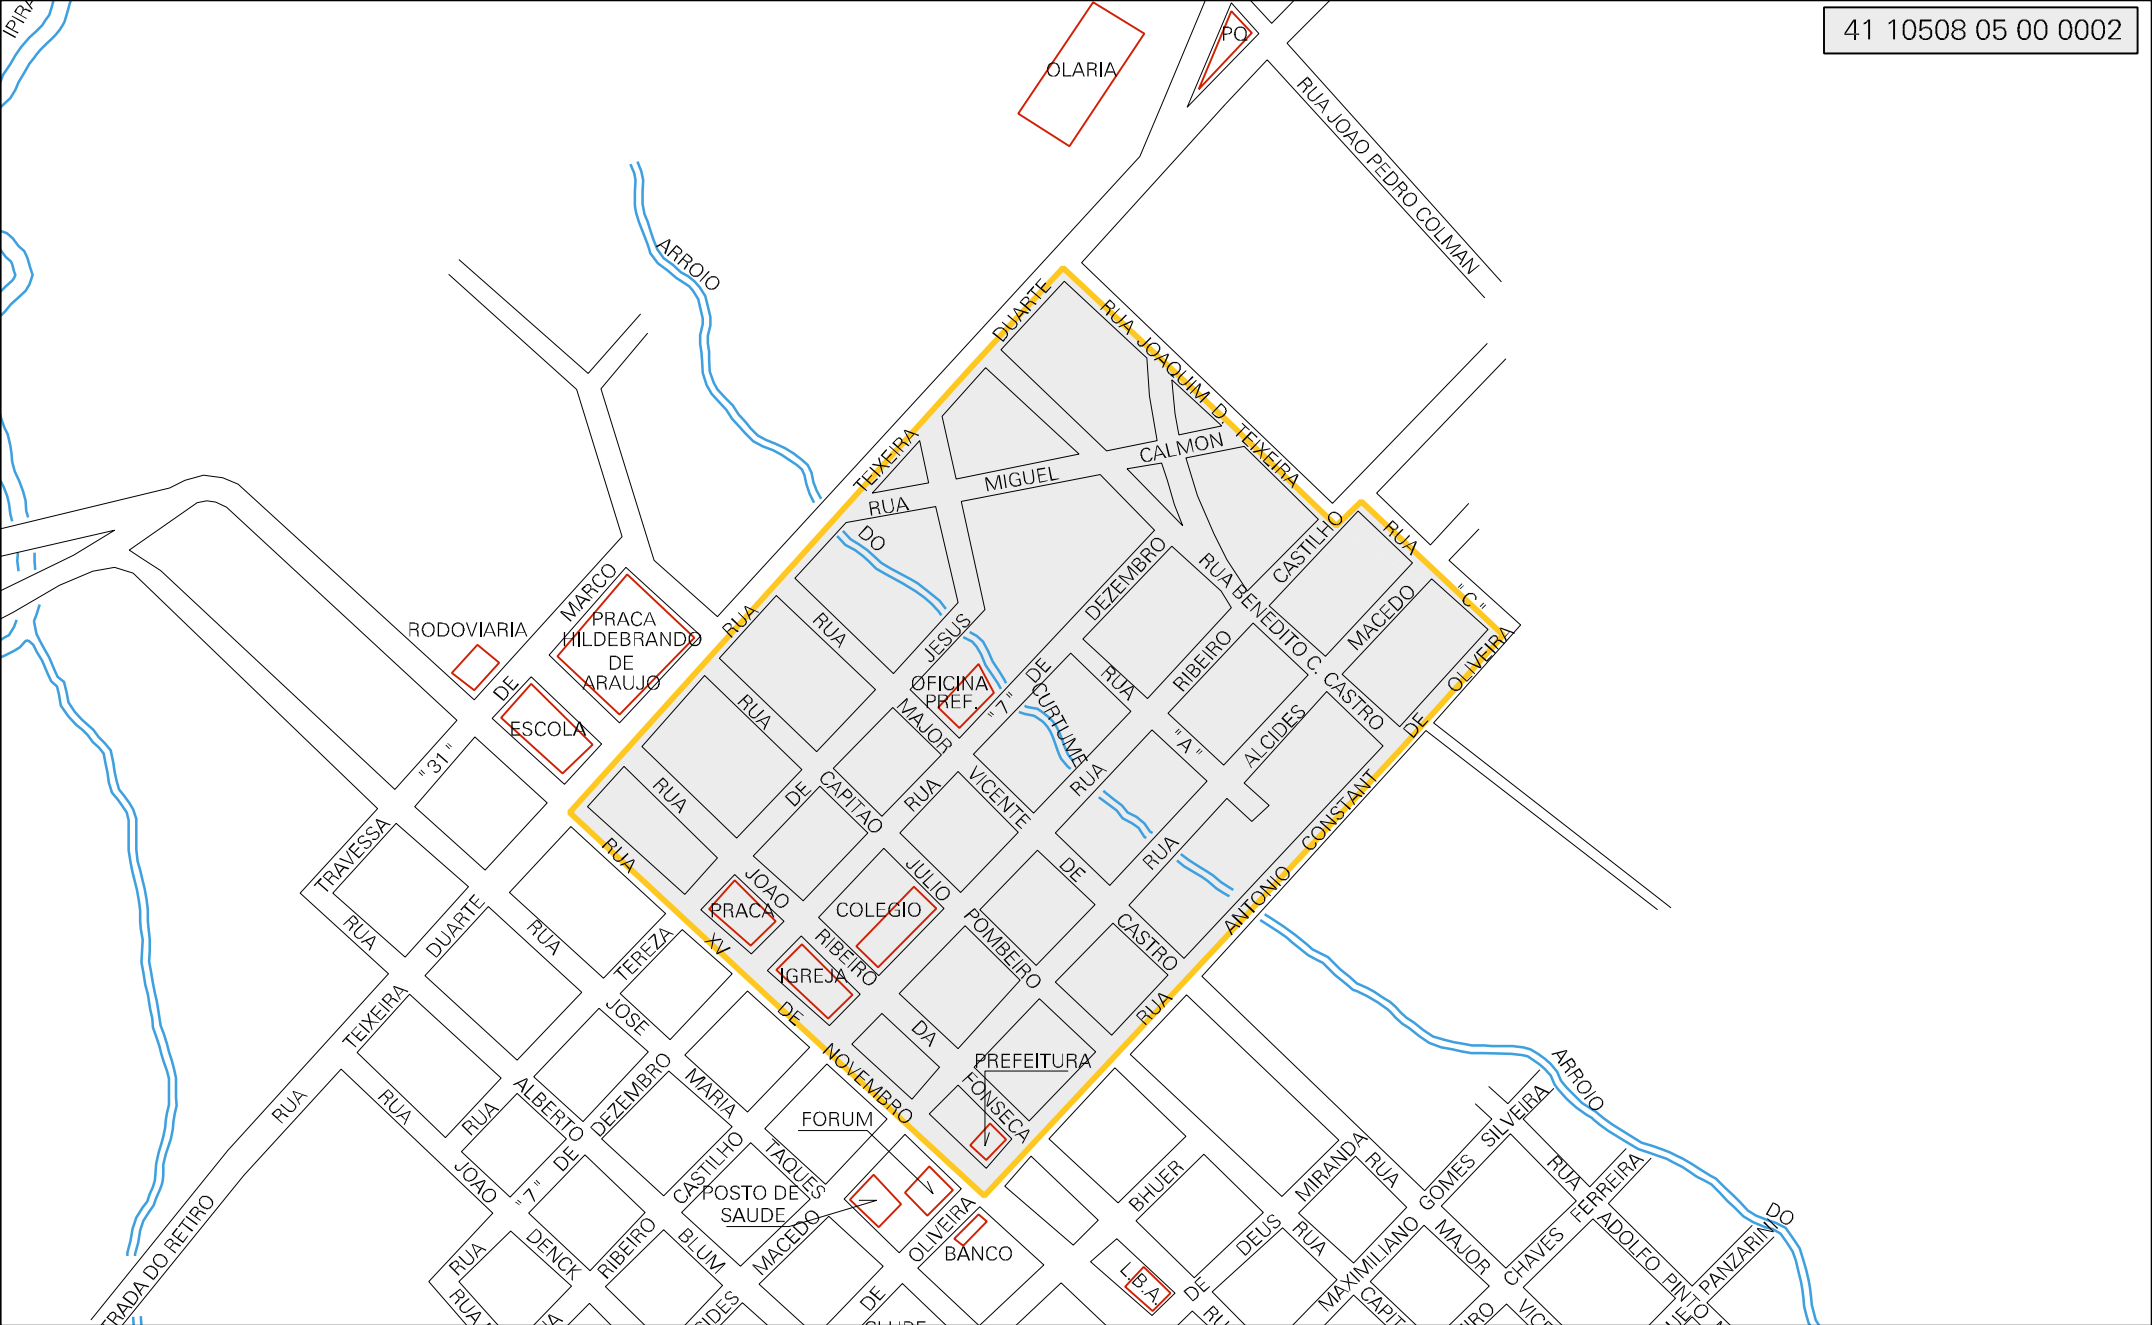 IPIRA
41 10508 05 00 0002
PQ
OLARIA
RUA JOAO PEDRO COLMAN
ARROIO
DUARTE
RUA JOAQUIM D. TEIXEIRA
TEIXEIRA
RUA MIGUEL CALMON
DO
CASTILHO
RUA "C"
RUA BENEDITO C. CASTRO
DEZEMBRO
MARCO
PRACA
HILDEBRANDO
DE
ARAUJO
RODOVIARIA
RUA
RUA
JESUS
MACEDO
OLIVEIRA
RIBEIRO
DE
ESCOLA
OFICINA
PREF.
"7" DE
CURTUME
RUA
"A"
ALCIDES
DE
"31"
RUA
MAJOR
RUA
DE
CAPITAO
RUA
VICENTE
RUA
CONSTANT
TRAVESSA
RUA
JOAO
JULIO
DE
RUA
ANTONIO
PRACA
COLEGIO
RIBEIRO
IGREJA
POMBEIRO
CASTRO
RUA
DUARTE
RUA
TEREZA
XV
DE
NOVEMBRO
DA
FONSECA
RUA
PREFEITURA
TEIXEIRA
JOSE
RUA
RUA
RUA
ALBERTO
DEZEMBRO
MARIA
FORUM
TAQUES
CASTILHO
POSTO DE
SAUDE
JOAO
"7" DE
ARROIO
DO
SILVEIRA
GOMES
MIRANDA
RUA
RUA
FERREIRA
BHUER
ADOLFO PINTO
PANZARINI
ESTRADA DO RETIRO
RUA
DENCK
RIBEIRO
BLUM
MACEDO
OLIVEIRA
BANCO
DEUS
RUA
MAXIMILIANO
MAJOR
CHAVES
L.B.A.
DE
RUA
DE